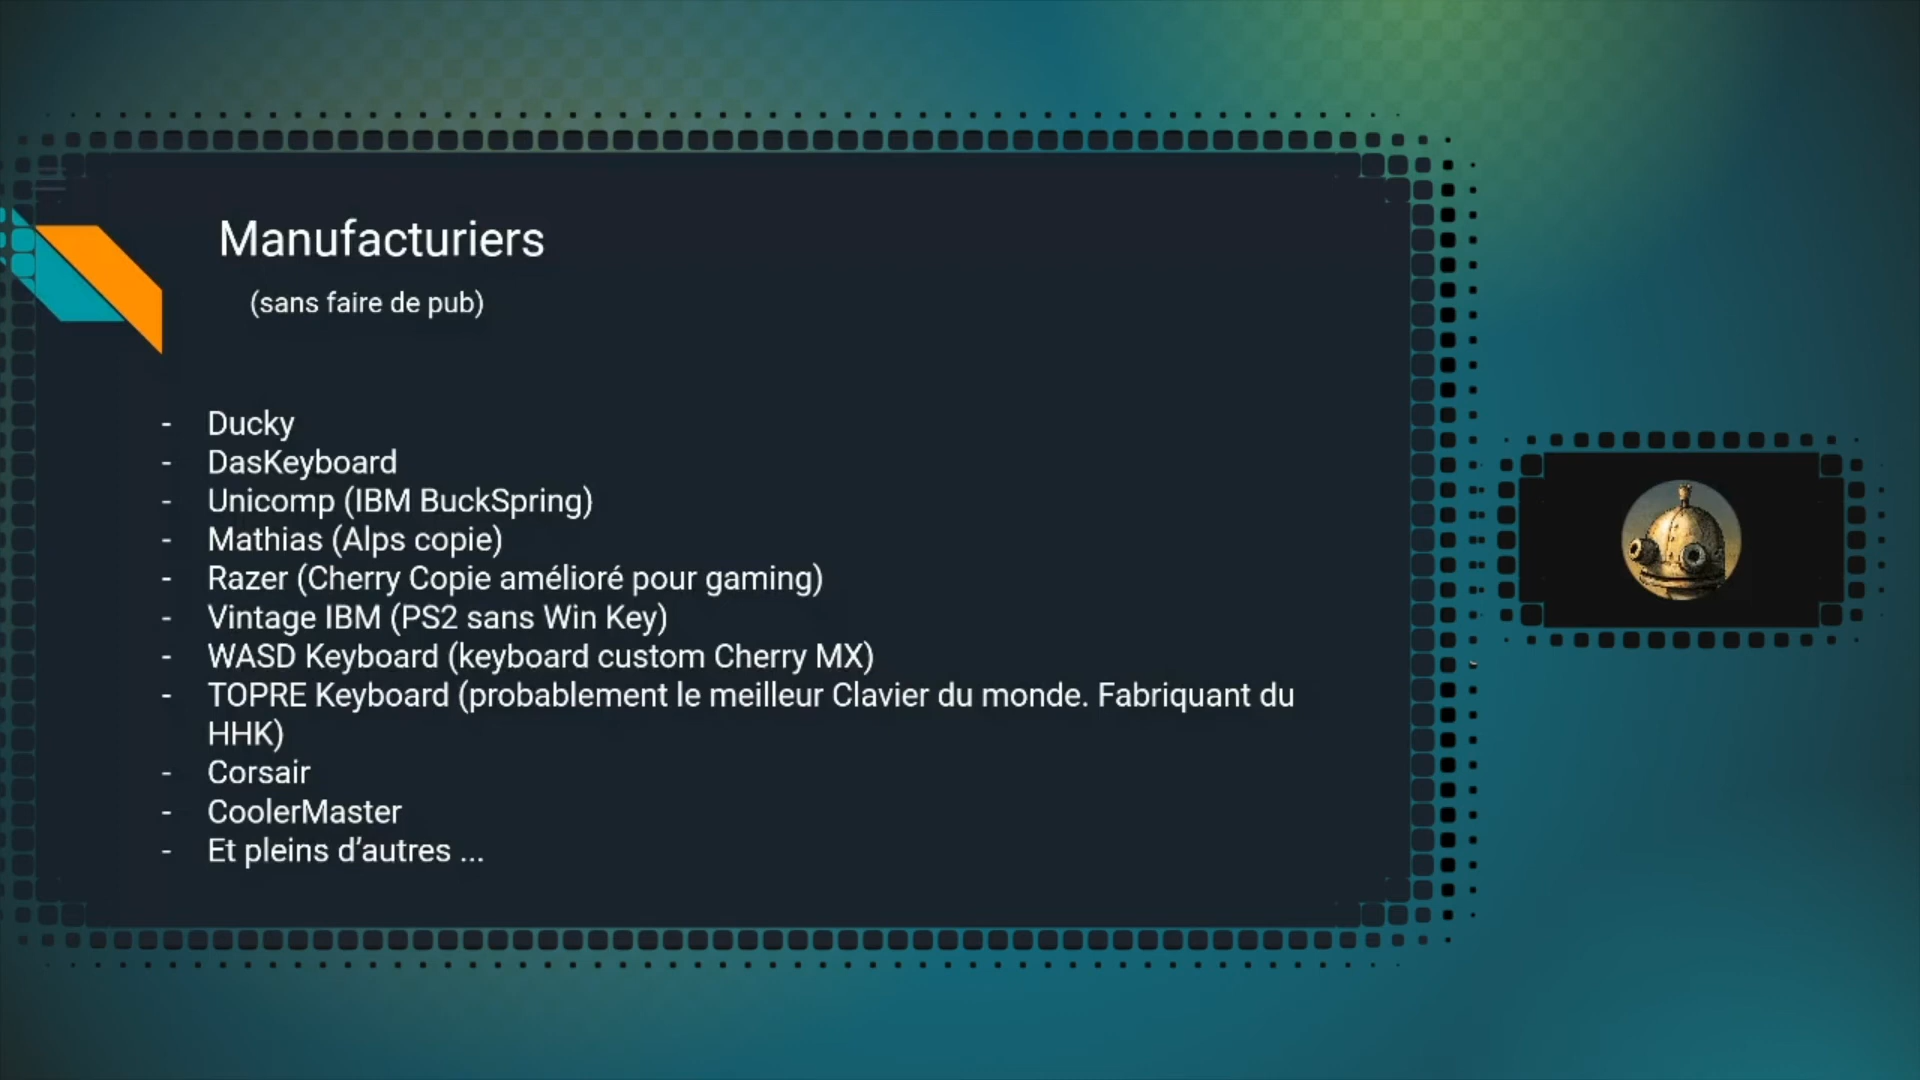 Manufacturiers
(sans faire de pub)
- Ducky
- DasKeyboard
- Unicomp (IBM BuckSpring)
- Mathias (Alps copie)
- Razer (Cherry Copie amélioré pour gaming)
- Vintage IBM (PS2 sans Win Key)
- WASD Keyboard (keyboard custom Cherry MX)
- TOPRE Keyboard (probablement le meilleur Clavier du monde. Fabriquant du
HHK)
- Corsair
- CoolerMaster
- Et pleins d’autres ...